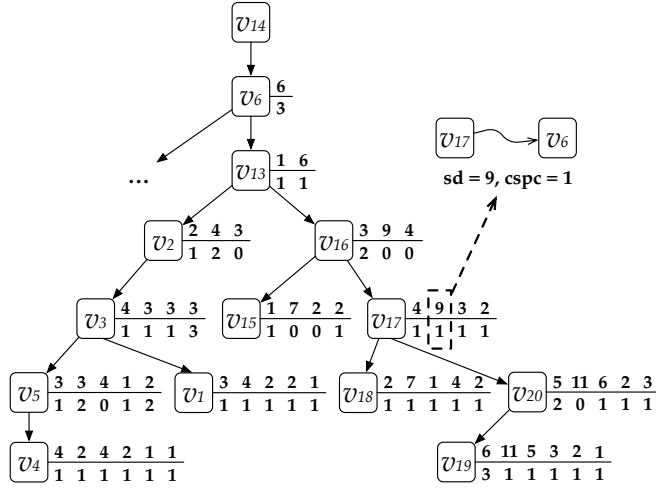 v14
v6 6
3
v17 v6
sd = 9, cspc = 1
...
v13 1 6
1 1
v2 2 4 3
1 2 0
v16 3 9 4
2 0 0
v3 4 3 3 3
1 1 1 3
v15 1 7 2 2
1 0 0 1
v17 4 9 3 2
1 1 1 1
v5 3 3 4 1 2
1 2 0 1 2
v1 3 4 2 2 1
1 1 1 1 1
v18 2 7 1 4 2
1 1 1 1 1
v20 5 11 6 2 3
2 0 1 1 1
v4 4 2 4 2 1 1
1 1 1 1 1 1
v19 6 11 5 3 2 1
3 1 1 1 1 1